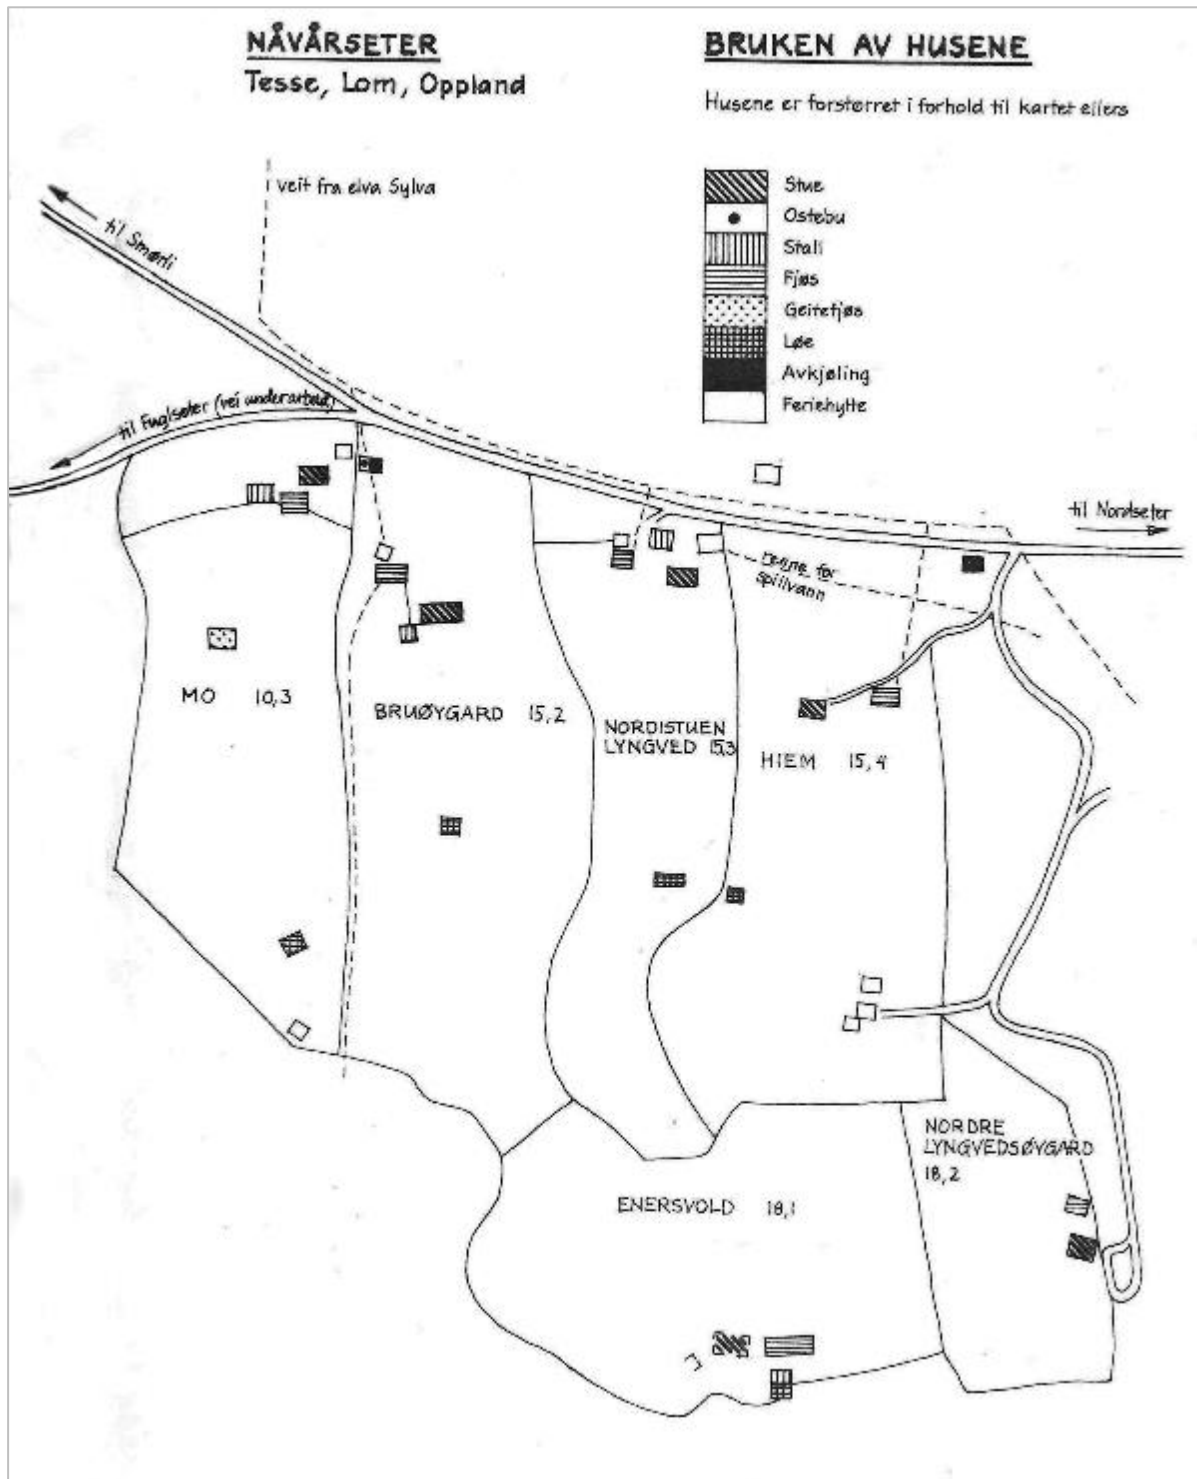 NÅVÅRSETER
Tesse, Lom, Oppland
BRUKEN AV HUSENE
Husene er forstørret i forhold til kartet ellers
Stue
Ostebu
Stall
Fjøs
Geitefjøs
Løe
Avkjøling
Feriehytte
veit fra elva Sylva
til Smørli
til Fuglseter (vei under arbeid)
til Nordseter
for
spillvann
MO 10,3
BRUØYGARD 15,2
NORDISTUEN
LYNGVED 15,3
HIEM 15,4
NORDRE
LYNGVEDSØYGARD
18,2
ENERSVOLD 18,1